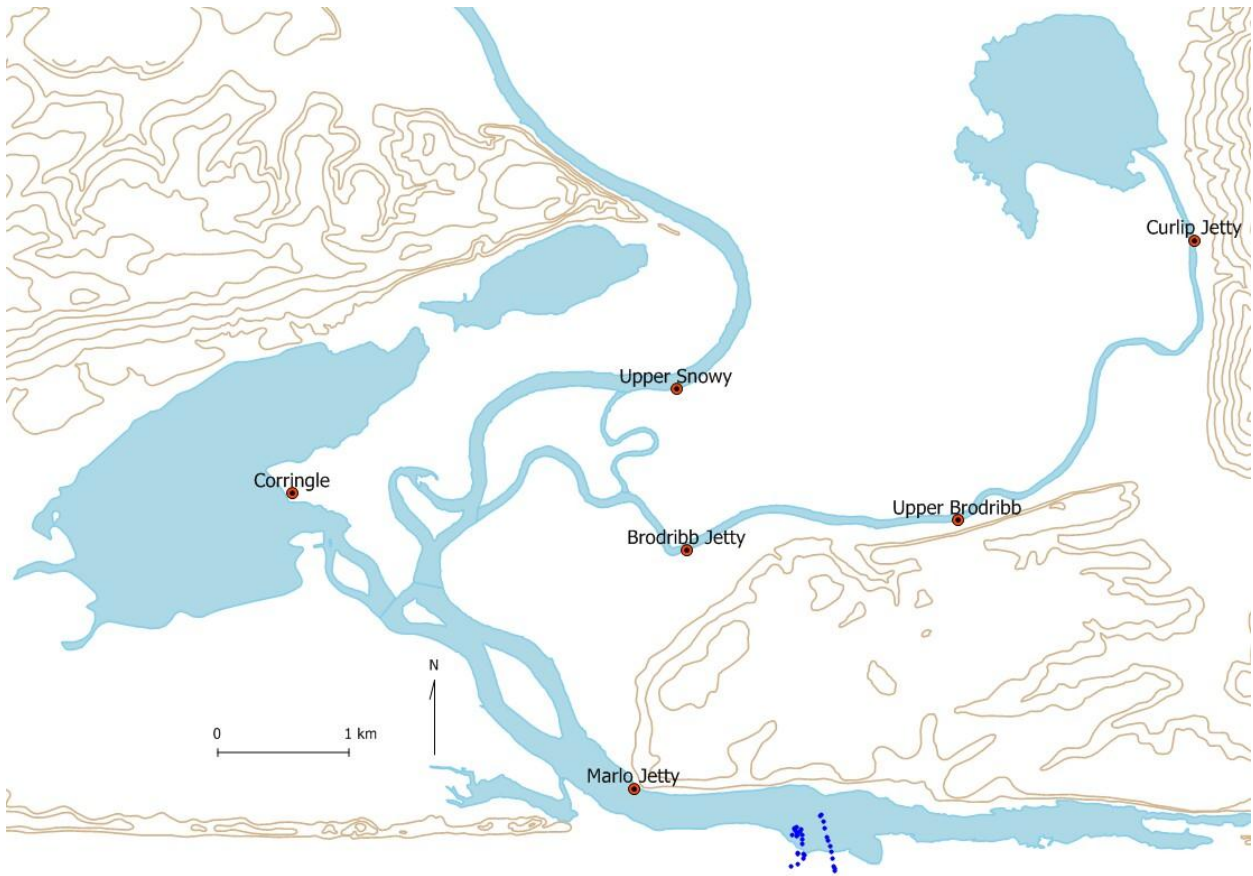 Curlip Jetty
Upper Snowy
Corringle
Upper Brodribb
Brodribb Jetty
N
0 1 km
Marlo Jetty